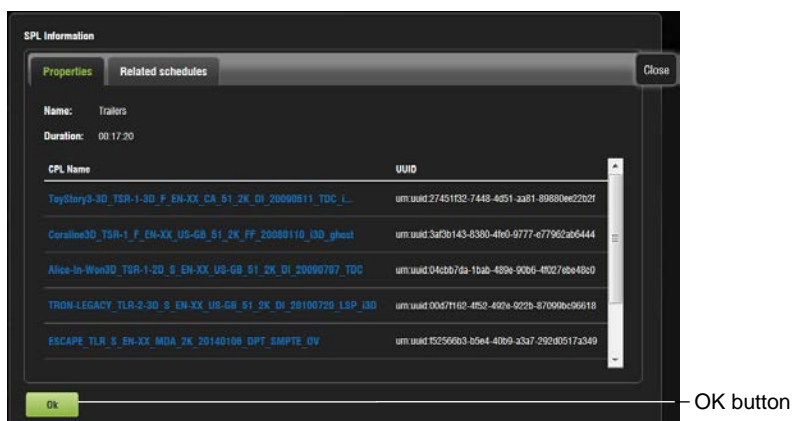 SPL Information
Properties Related schedules Close
Name: Trailers
Duration: 00:17:20
CPL Name UUID
ToyStory3-3D_TSR-1-3D_F_EN-XX_CA_51_2K_DI_20090511_TDC_i... urn:uuid:27451f32-7448-4d51-aa81-89880ee22b2f
Coraline3D_TSR-1_F_EN-XX_US-GB_51_2K_FF_20080110_i3D_ghost urn:uuid:3af3b143-8380-4fe0-9777-e77962ab6444
Alice-In-Won3D_TSR-1-2D_S_EN-XX_US-GB_51_2K_DI_20090707_TDC urn:uuid:04cbb7da-1bab-489e-90b6-4f027ebe48c0
TRON-LEGACY_TLR-2-3D_S_EN-XX_US-GB_51_2K_DI_20100720_LSP_i3D urn:uuid:00d7f162-4f52-492e-922b-87099bc96618
ESCAPE_TLR_S_EN-XX_MDA_2K_20140106_DPT_SMPTE_OV urn:uuid:f52566b3-b5e4-40b9-a3a7-292d0517a349
Ok OK button